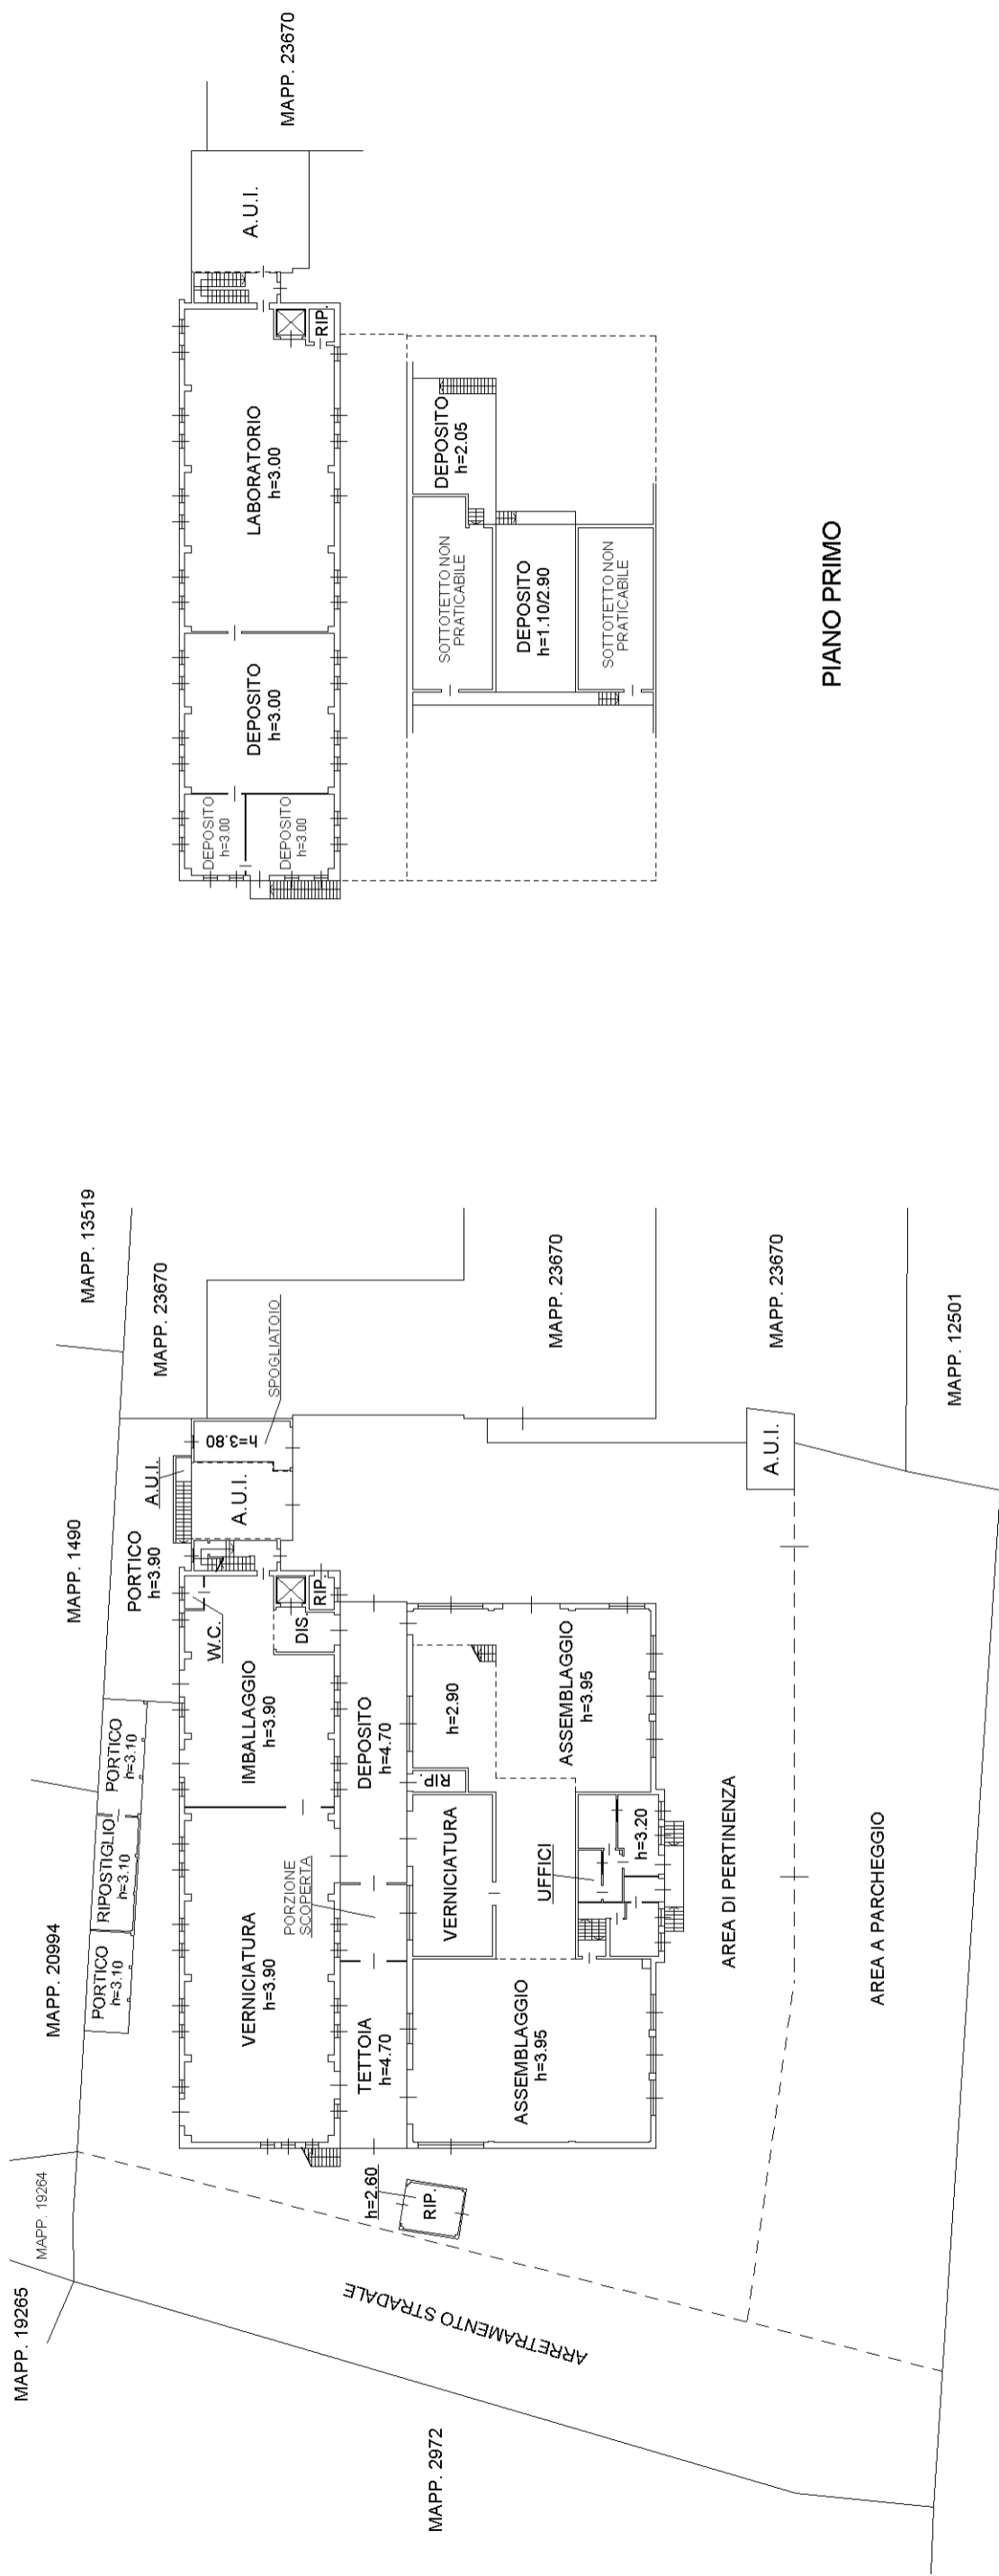 MAPP. 19265
MAPP. 19264
MAPP. 20994
MAPP. 1490
MAPP. 13519
MAPP. 23670
PORTICO
h=3.10
RIPOSTIGLIO
h=3.10
PORTICO
h=3.10
PORTICO
h=3.90
A.U.I.
A.U.I.
h=3.80
SPOGLIATOIO
W.C.
VERNICIATURA
h=3.90
IMBALLAGGIO
h=3.90
DIS.
RIP.
PORZIONE
SCOPERTA
TETTOIA
h=4.70
DEPOSITO
h=4.70
h=2.60
RIP.
VERNICIATURA
RIP.
h=2.90
ASSEMBLAGGIO
h=3.95
ASSEMBLAGGIO
h=3.95
UFFICI
h=3.20
MAPP. 23670
MAPP. 23670
A.U.I.
MAPP. 12501
ARRETRAMENTO STRADALE
MAPP. 2972
AREA DI PERTINENZA
AREA A PARCHEGGIO
MAPP. 23670
A.U.I.
DEPOSITO
h=3.00
DEPOSITO
h=3.00
DEPOSITO
h=3.00
LABORATORIO
h=3.00
RIP.
SOTTOTETTO NON
PRATICABILE
DEPOSITO
h=2.05
DEPOSITO
h=1.10/2.90
SOTTOTETTO NON
PRATICABILE
PIANO PRIMO